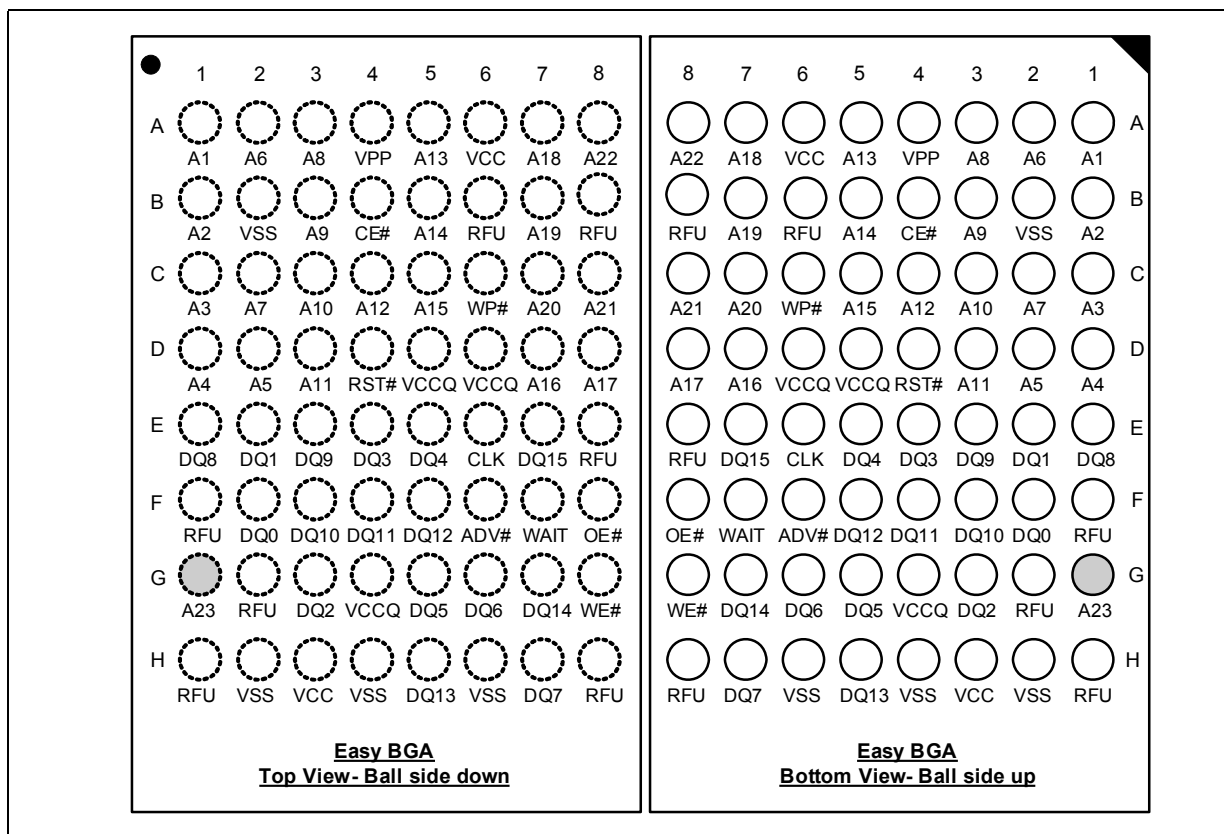 1 2 3 4 5 6 7 8
A
A1 A6 A8 VPP A13 VCC A18 A22
B
A2 VSS A9 CE# A14 RFU A19 RFU
C
A3 A7 A10 A12 A15 WP# A20 A21
D
A4 A5 A11 RST# VCCQ VCCQ A16 A17
E
DQ8 DQ1 DQ9 DQ3 DQ4 CLK DQ15 RFU
F
RFU DQ0 DQ10 DQ11 DQ12 ADV# WAIT OE#
G
A23 RFU DQ2 VCCQ DQ5 DQ6 DQ14 WE#
H
RFU VSS VCC VSS DQ13 VSS DQ7 RFU
Easy BGA
Top View- Ball side down
8 7 6 5 4 3 2 1
A
A22 A18 VCC A13 VPP A8 A6 A1
B
RFU A19 RFU A14 CE# A9 VSS A2
C
A21 A20 WP# A15 A12 A10 A7 A3
D
A17 A16 VCCQ VCCQ RST# A11 A5 A4
E
RFU DQ15 CLK DQ4 DQ3 DQ9 DQ1 DQ8
F
OE# WAIT ADV# DQ12 DQ11 DQ10 DQ0 RFU
G
WE# DQ14 DQ6 DQ5 VCCQ DQ2 RFU A23
H
RFU DQ7 VSS DQ13 VSS VCC VSS RFU
Easy BGA
Bottom View- Ball side up